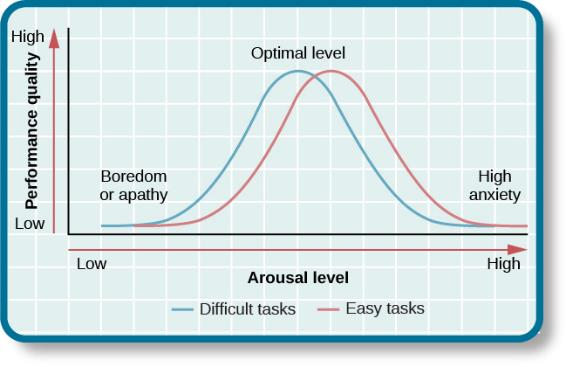 High
Performance quality
Low
Optimal level
Boredom
or apathy
High
anxiety
Low
High
Arousal level
Difficult tasks
Easy tasks